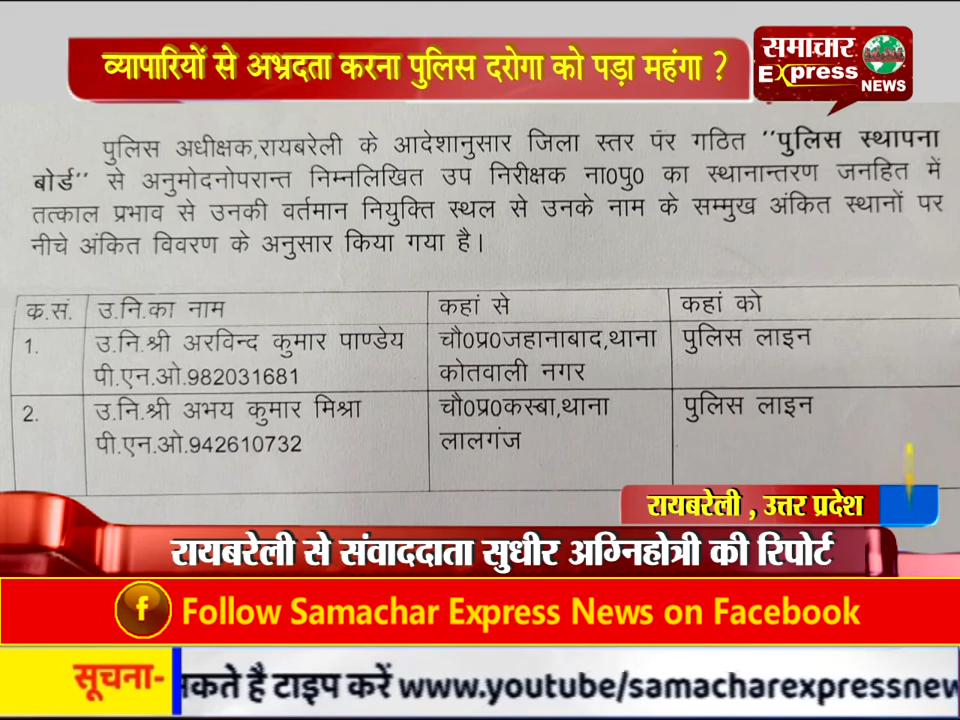 व्यापारियों से अभ्रदता करना पुलिस दरोगा को पड़ा महंगा ?
समाचार
Express
NEWS
पुलिस अधीक्षक,रायबरेली के आदेशानुसार जिला स्तर पर गठित "पुलिस स्थापना
बोर्ड" से अनुमोदनोपरान्त निम्नलिखित उप निरीक्षक ना0पु0 का स्थानान्तरण जनहित में
तत्काल प्रभाव से उनकी वर्तमान नियुक्ति स्थल से उनके नाम के सम्मुख अंकित स्थानों पर
नीचे अंकित विवरण के अनुसार किया गया है।
क.सं. उ.नि.का नाम कहां से कहां को
1. उ.नि.श्री अरविन्द कुमार पाण्डेय चौ0प्र0जहानाबाद,थाना पुलिस लाइन
पी.एन.ओ.982031681 कोतवाली नगर
2. उ.नि.श्री अभय कुमार मिश्रा चौ0प्र0कस्बा,थाना पुलिस लाइन
पी.एन.ओ.942610732 लालगंज
रायबरेली , उत्तर प्रदेश
रायबरेली से संवाददाता सुधीर अग्निहोत्री की रिपोर्ट
f Follow Samachar Express News on Facebook
सूचना- सकते है टाइप करें www.youtube/samacharexpressnew